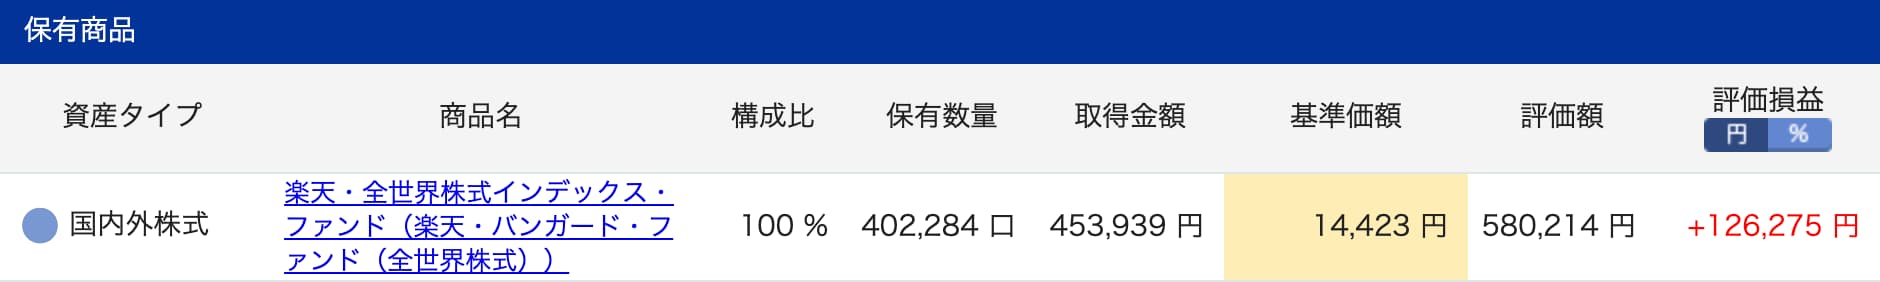 保有商品
資産タイプ
商品名
構成比
保有数量
取得金額
基準価額
評価額
評価損益
円 %
国内外株式
楽天・全世界株式インデックス・
ファンド（楽天・バンガード・フ
ァンド（全世界株式））
100 %
402,284 口
453,939 円
14,423 円
580,214 円
+126,275 円